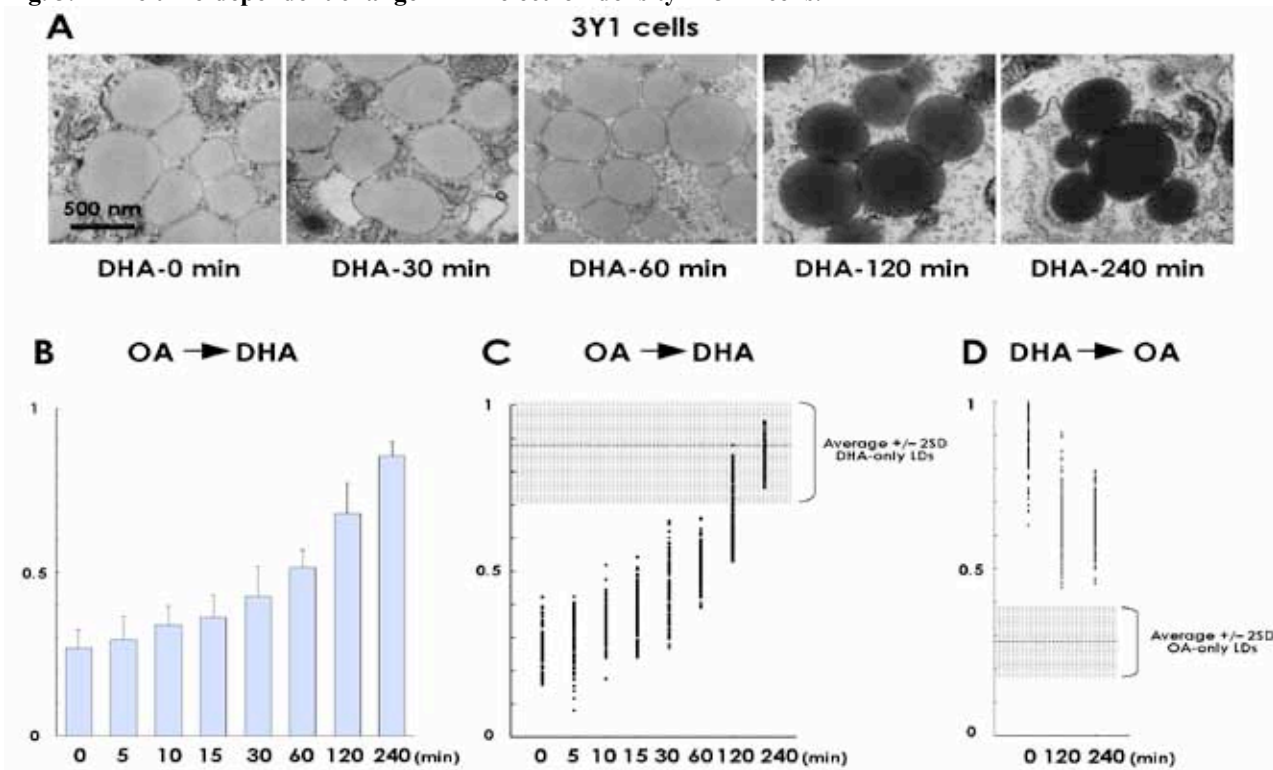 A
3Y1 cells
500 nm
DHA-0 min
DHA-30 min
DHA-60 min
DHA-120 min
DHA-240 min
B
OA DHA
1
0.5
0
0 5 10 15 30 60 120 240 (min)
C
OA DHA
1
0.5
0
0 5 10 15 30 60 120 240 (min)
Average +/- 2SD
DHA-only LDs
D
DHA OA
1
0.5
0
0 120 240 (min)
Average +/- 2SD
OA-only LDs